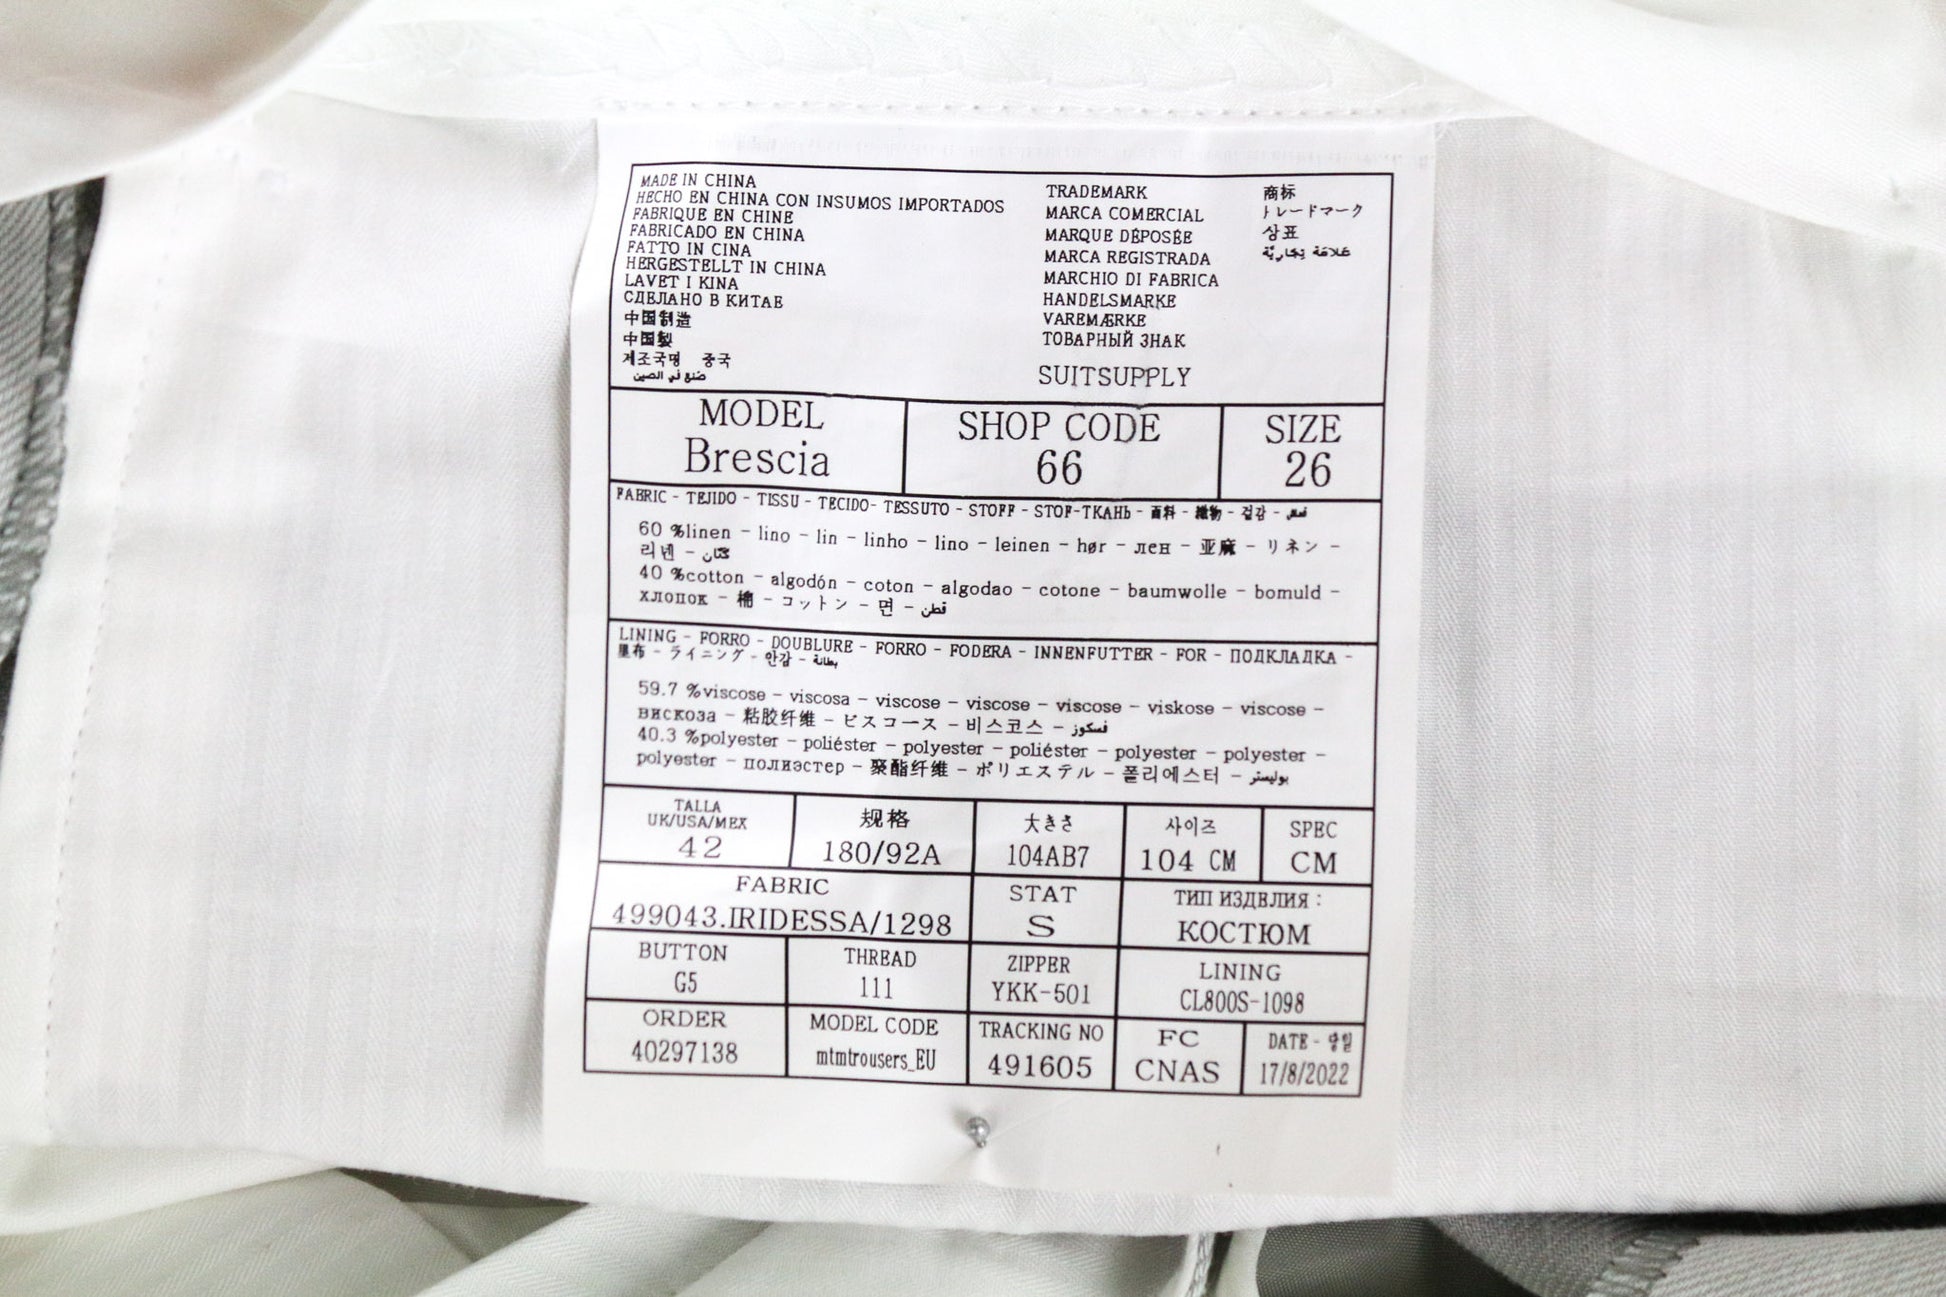 MADE IN CHINA
HECHO EN CHINA CON INSUMOS IMPORTADOS
FABRIQUE EN CHINE
FABRICADO EN CHINA
FATTO IN CINA
HERGESTELLT IN CHINA
LAVET I KINA
СДЕЛАНО В КИТАЕ
中国制造
中国製
제조국명 중국
صنع في الصين
TRADEMARK
MARCA COMERCIAL
MARQUE DÉPOSÉE
MARCA REGISTRADA
MARCHIO DI FABRICA
HANDELSMARKE
VAREMÆRKE
ТОВАРНЫЙ ЗНАК
SUITSUPPLY
商标
トレードマーク
상표
عَلامَة تِجَارِيَّة
MODEL
Brescia
SHOP CODE
66
SIZE
26
FABRIC - TEJIDO - TISSU - TECIDO- TESSUTO - STOFF - STOF-ТКАНЬ - 面料 - 織物 - 겉감 -
60 %linen - lino - lin - linho - lino - leinen - hør - лен - 亚麻 - リネン -
리넨 - كتان
40 %cotton - algodón - coton - algodao - cotone - baumwolle - bomuld -
хлопок - 棉 - コットン - 면 - قطن
LINING - FORRO - DOUBLURE - FORRO - FODERA - INNENFUTTER - FOR - ПОДКЛАДКА -
里布 - ライニング - 안감 - بطانة
59.7 %viscose - viscosa - viscose - viscose - viscose - viskose - viscose -
вискоза - 粘胶纤维 - ビスコース - 비스코스 - فسكوز
40.3 %polyester - poliéster - polyester - poliéster - polyester - polyester -
polyester - полиэстер - 聚酯纤维 - ポリエステル - 폴리에스터 - بوليستر
TALLA
UK/USA/MEX
42
规格
180/92A
大きさ
104AB7
사이즈
104 CM
SPEC
CM
FABRIC
499043.IRIDESSA/1298
STAT
S
ТИП ИЗДЕЛИЯ :
КОСТЮМ
BUTTON
G5
THREAD
111
ZIPPER
YKK-501
LINING
CL800S-1098
ORDER
40297138
MODEL CODE
mtmtrousers_EU
TRACKING NO
491605
FC
CNAS
DATE -
17/8/2022